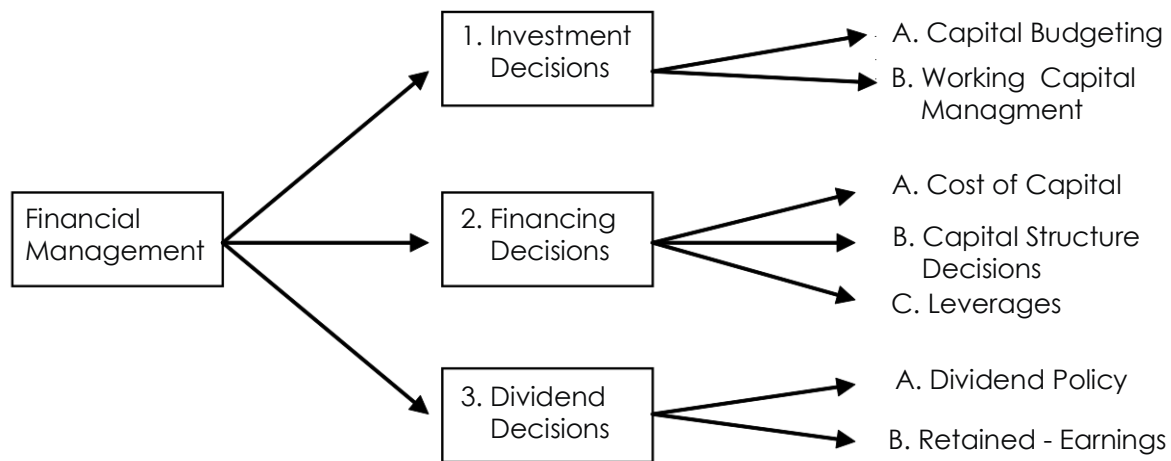 Financial
Management
1. Investment
Decisions
A. Capital Budgeting
B. Working Capital
Managment
2. Financing
Decisions
A. Cost of Capital
B. Capital Structure
Decisions
C. Leverages
3. Dividend
Decisions
A. Dividend Policy
B. Retained - Earnings